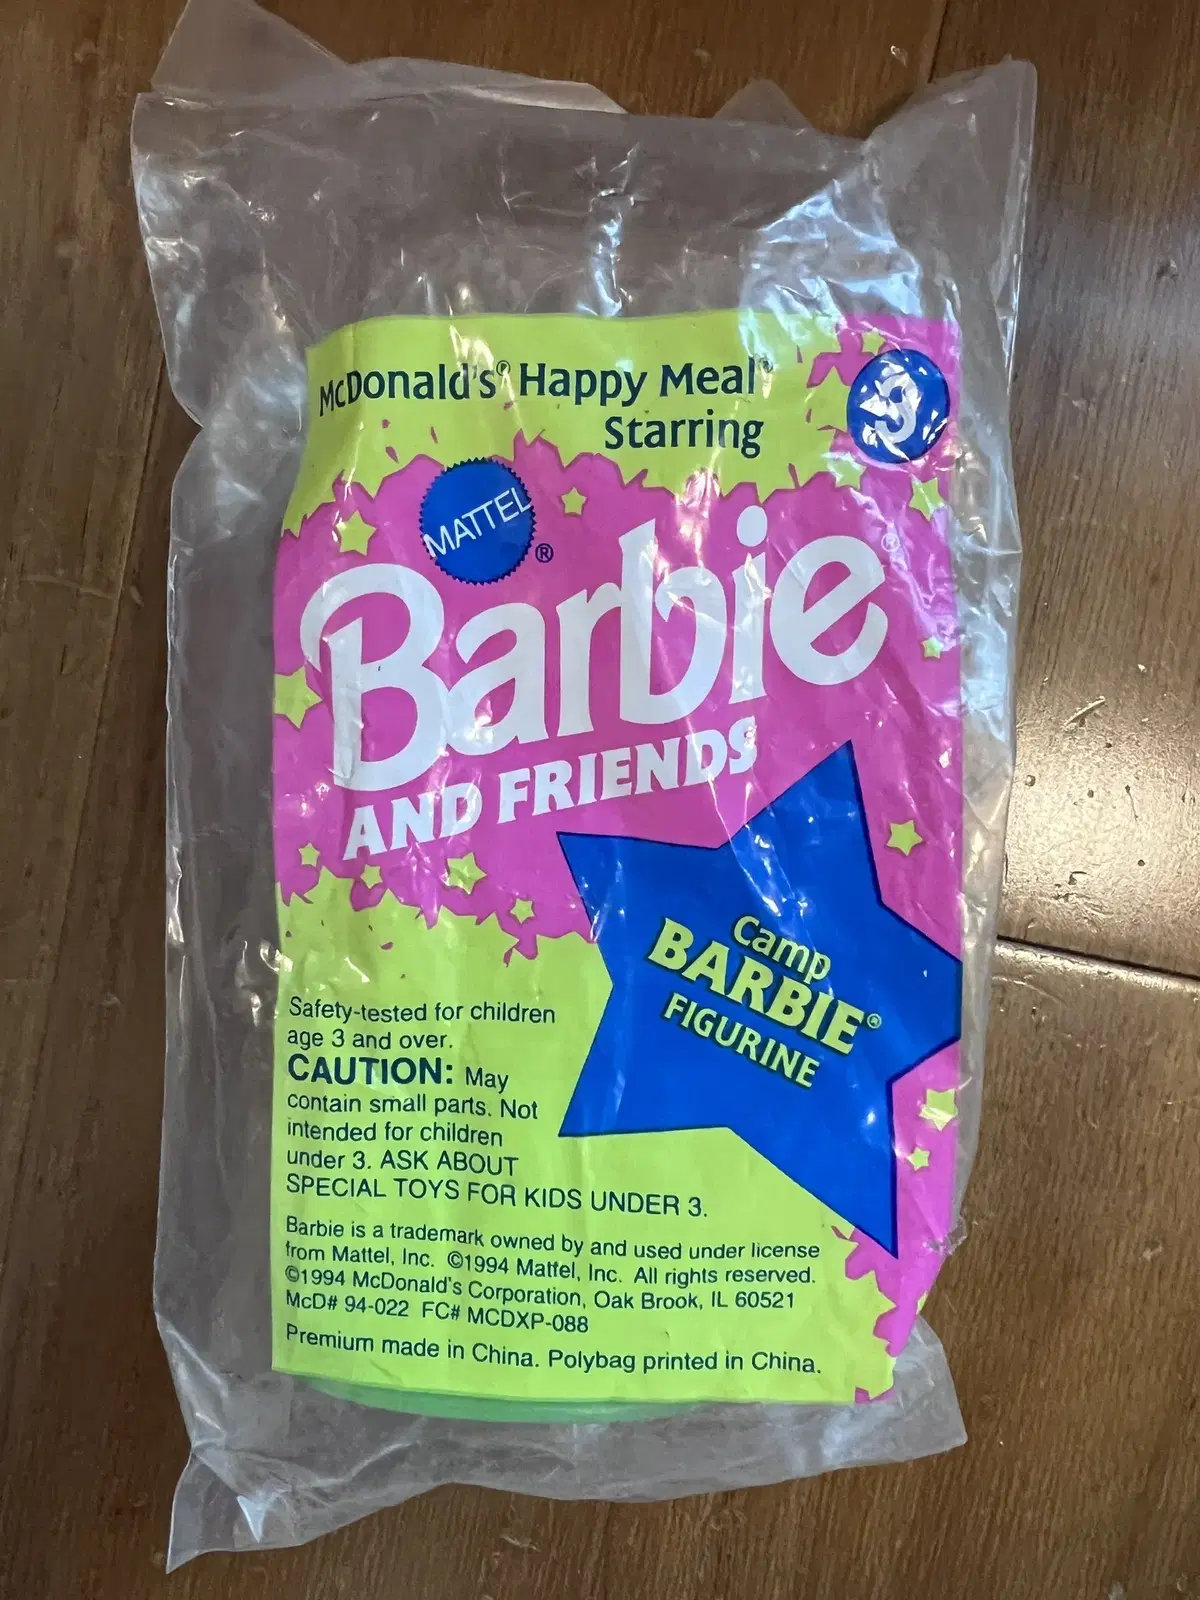 McDonald's® Happy Meal®
Starring
MATTEL
®
Barbie®
AND FRIENDS
Camp
BARBIE®
FIGURINE
Safety-tested for children
age 3 and over.
CAUTION: May
contain small parts. Not
intended for children
under 3. ASK ABOUT
SPECIAL TOYS FOR KIDS UNDER 3.
Barbie is a trademark owned by and used under license
from Mattel, Inc. ©1994 Mattel, Inc. All rights reserved.
©1994 McDonald's Corporation, Oak Brook, IL 60521
McD# 94-022 FC# MCDXP-088
Premium made in China. Polybag printed in China.